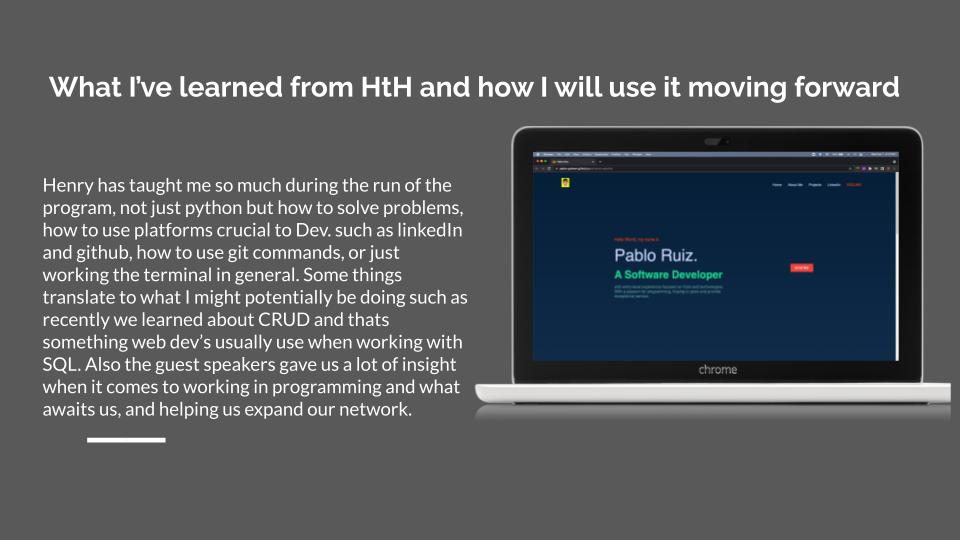 What I’ve learned from HtH and how I will use it moving forward
Henry has taught me so much during the run of the
program, not just python but how to solve problems,
how to use platforms crucial to Dev. such as linkedIn
and github, how to use git commands, or just
working the terminal in general. Some things
translate to what I might potentially be doing such as
recently we learned about CRUD and thats
something web dev’s usually use when working with
SQL. Also the guest speakers gave us a lot of insight
when it comes to working in programming and what
awaits us, and helping us expand our network.
Home About Me Projects LinkedIn
Hello World, my name is
Pablo Ruiz.
A Software Developer
chrome